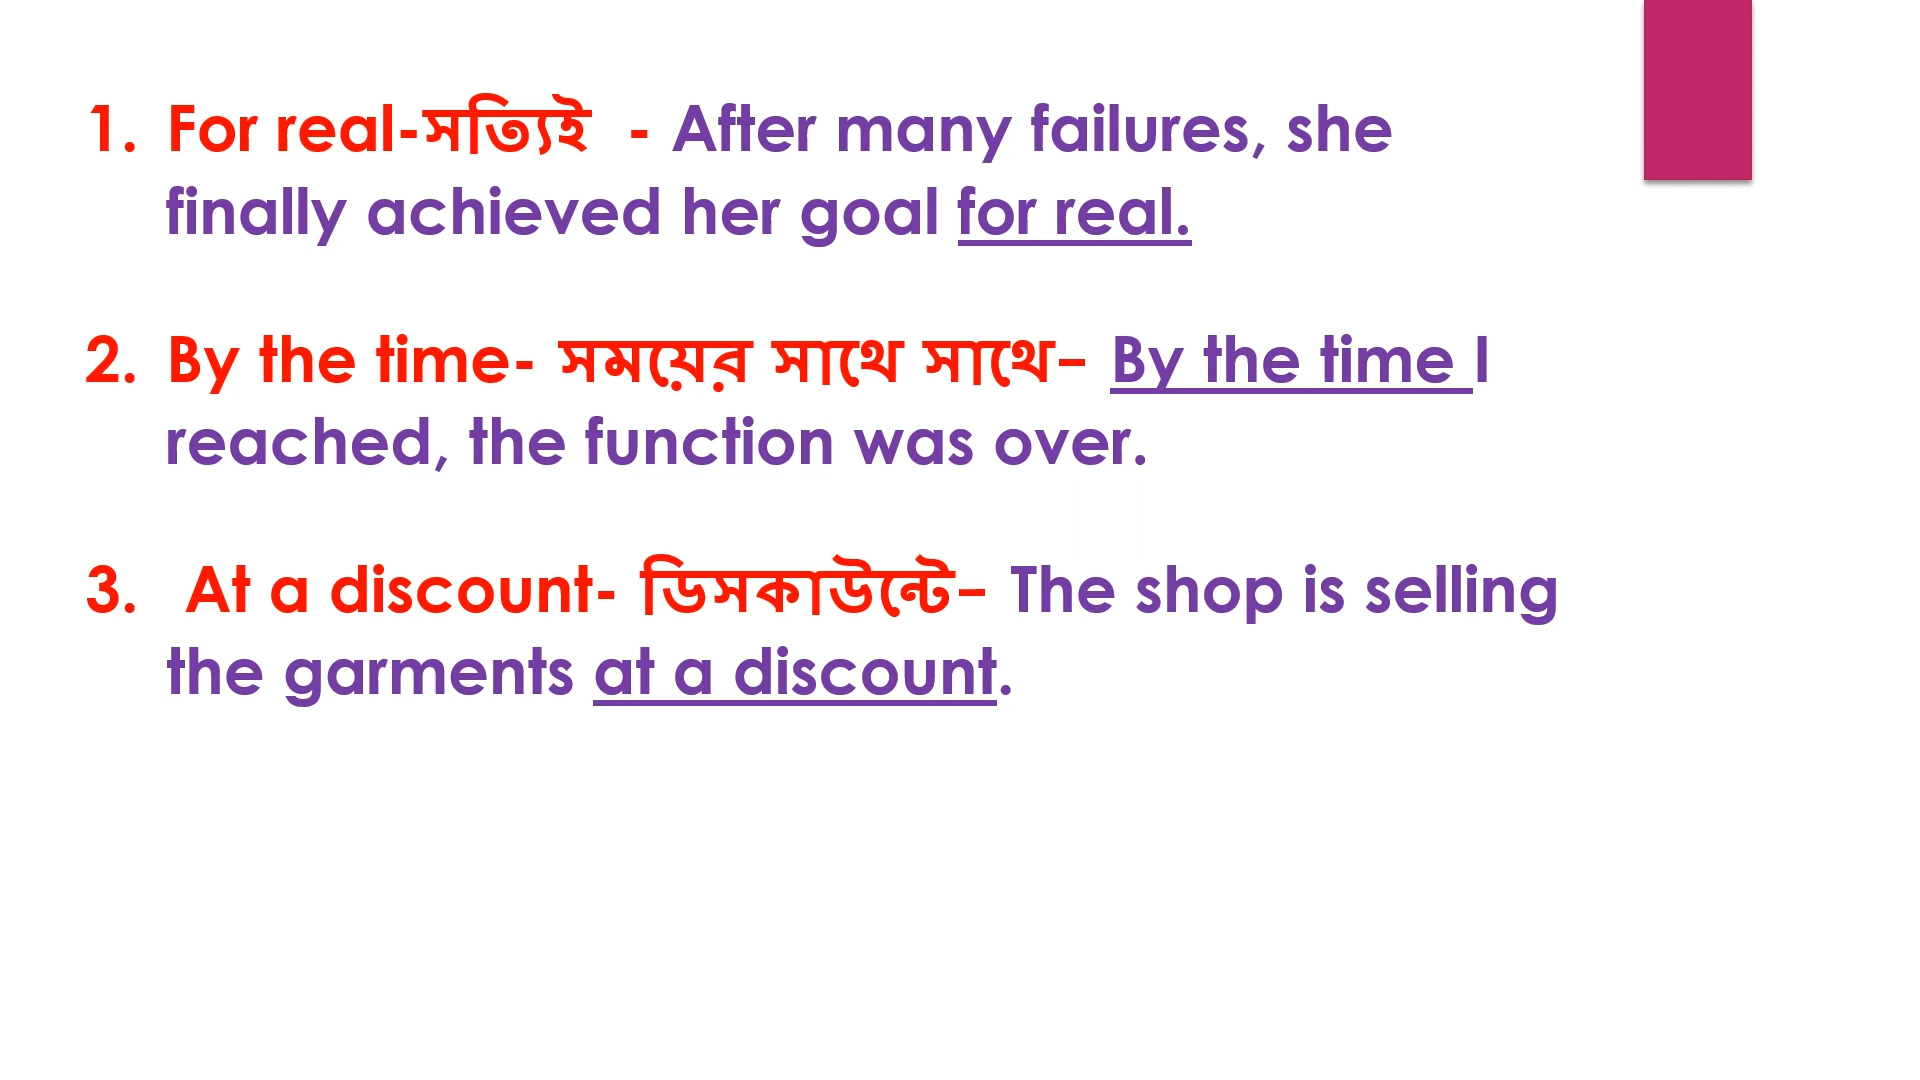 1. For real-সত্যিই - After many failures, she
finally achieved her goal for real.
2. By the time- সময়ের সাথে সাথে– By the time I
reached, the function was over.
3. At a discount- ডিসকাউন্টে– The shop is selling
the garments at a discount.